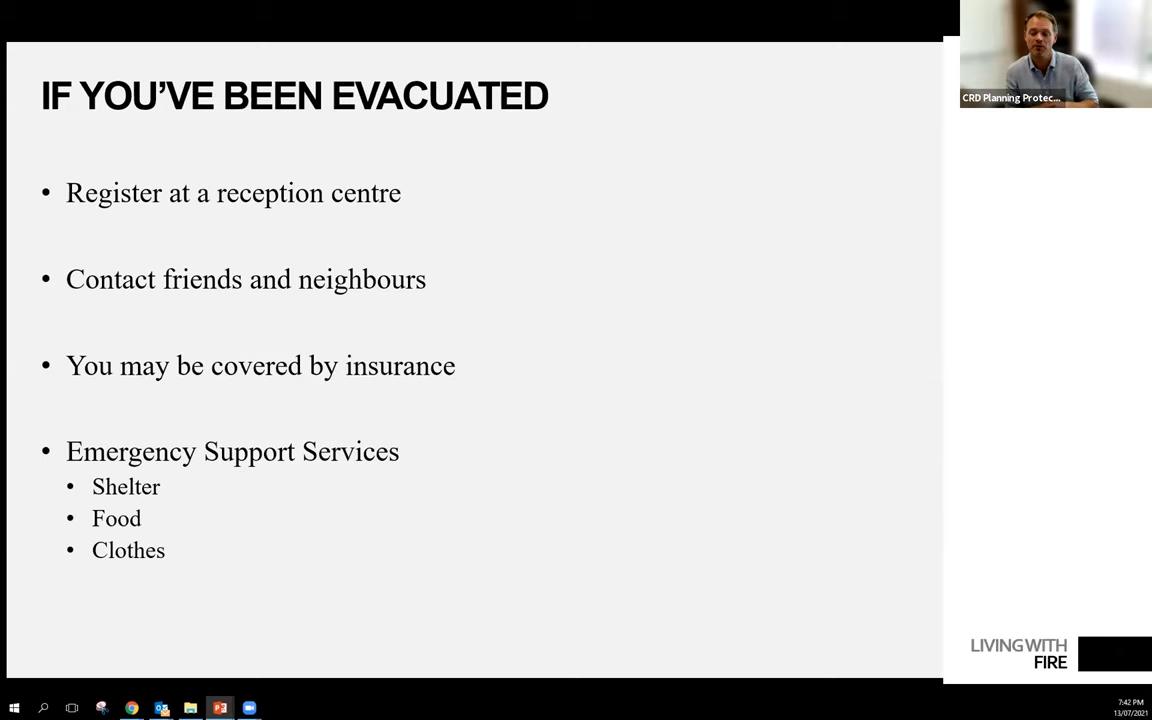 CRD Planning Protec...
IF YOU'VE BEEN EVACUATED
• Register at a reception centre
• Contact friends and neighbours
• You may be covered by insurance
• Emergency Support Services
• Shelter
• Food
• Clothes
LIVING WITH
FIRE
7:42 PM
13/07/2021